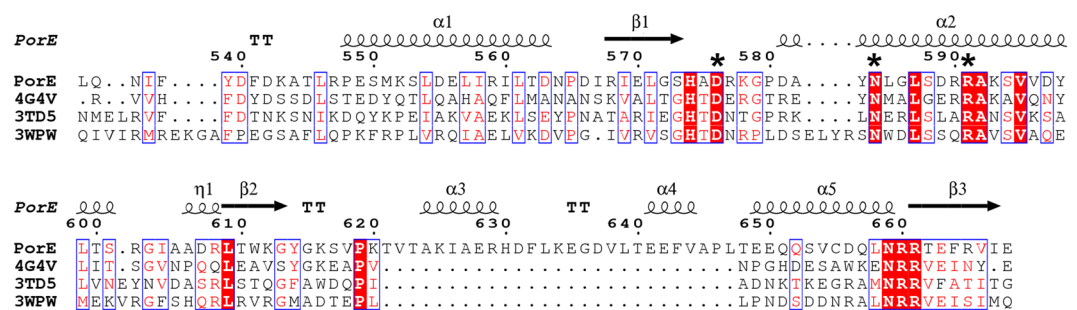 α1 β1 α2
PorE TT
540 550 560 570 580 590
* * *
PorE LQ..NIF....YDFDKATLRPESMKSLDELIRILTDNPDIRIELGSHADRKGPDA....YNLGLSDRRAKSVVDY
4G4V .R..VVH....FDYDSSDLSTEDYQTLQAHAQFLMANANSKVALTGHTDERGTRE....YNMALGERRAKAVQNY
3TD5 NMELRVF....FDTNKSNIKDQYKPEIAKVAEKLSEYPNATARIEGHTDNTGPRK....LNERLSLARANSVKSA
3WPW QIVIRMREKGAFPEGSAFLQPKFRPLVRQIAELVKDVPG.IVRVSGHTDNRPLDSELYRSNWDLSSQRAVSVAQE
η1 β2 α3 α4 α5 β3
PorE TT TT
600 610 620 630 640 650 660
PorE LTS.RGIAADRLTWKGYGKSVPKTVTAKIAERHDFLKEGDVLTEEFVAPLTEEQQSVCDQLNRRTEFRVIE
4G4V LIT.SGVNPQQLEAVSYGKEAPV...........................NPGHDESAWKENRRVEINY.E
3TD5 LVNEYNVDASRLSTQGFAWDQPI...........................ADNKTKEGRAMNRRVFATITG
3WPW MEKVRGFSHQRLRVRGMADTEPL...........................LPNDSDDNRALNRRVEISIMQ